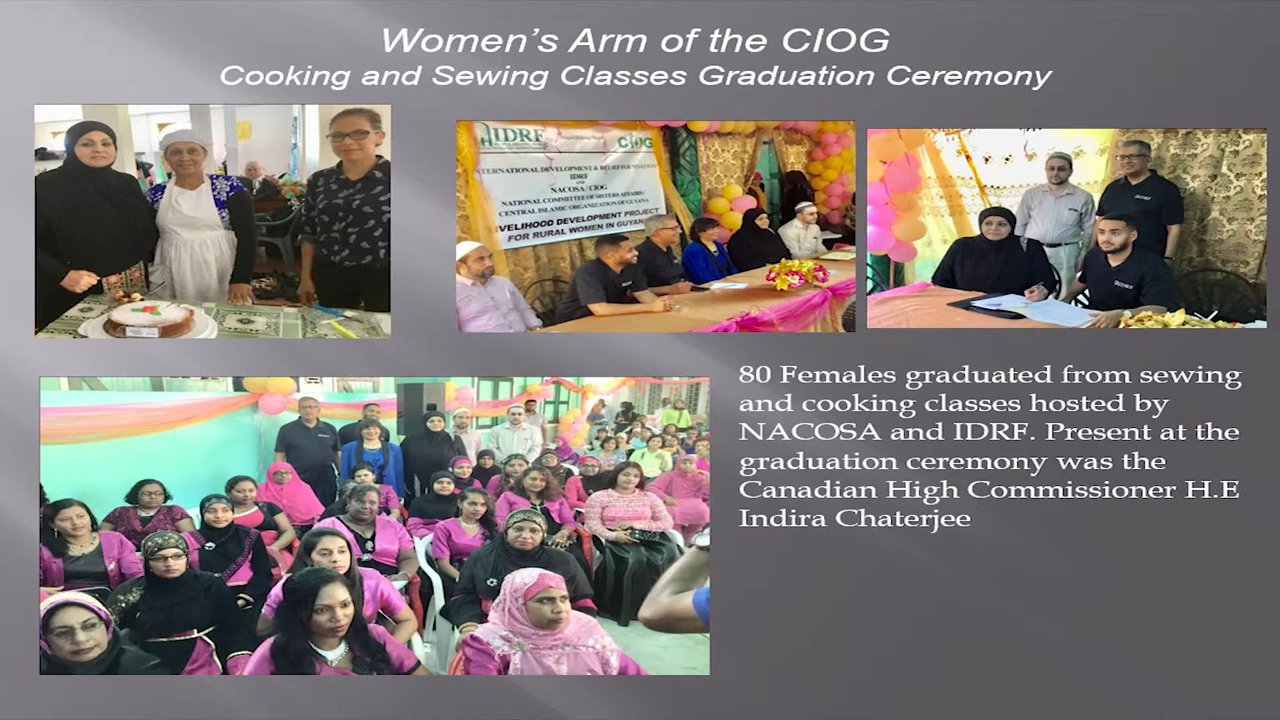 Women's Arm of the CIOG
Cooking and Sewing Classes Graduation Ceremony
IDRF
CIOG
INTERNATIONAL DEVELOPMENT & RELIEF FOUNDATION
IDRF
AND
NACOSA/CIOG
NATIONAL COMMITTEE OF SISTERS AFFAIRS/
CENTRAL ISLAMIC ORGANIZATION OF GUYANA
LIVELIHOOD DEVELOPMENT PROJECT
FOR RURAL WOMEN IN GUYANA
IDRF
80 Females graduated from sewing
and cooking classes hosted by
NACOSA and IDRF. Present at the
graduation ceremony was the
Canadian High Commissioner H.E
Indira Chaterjee